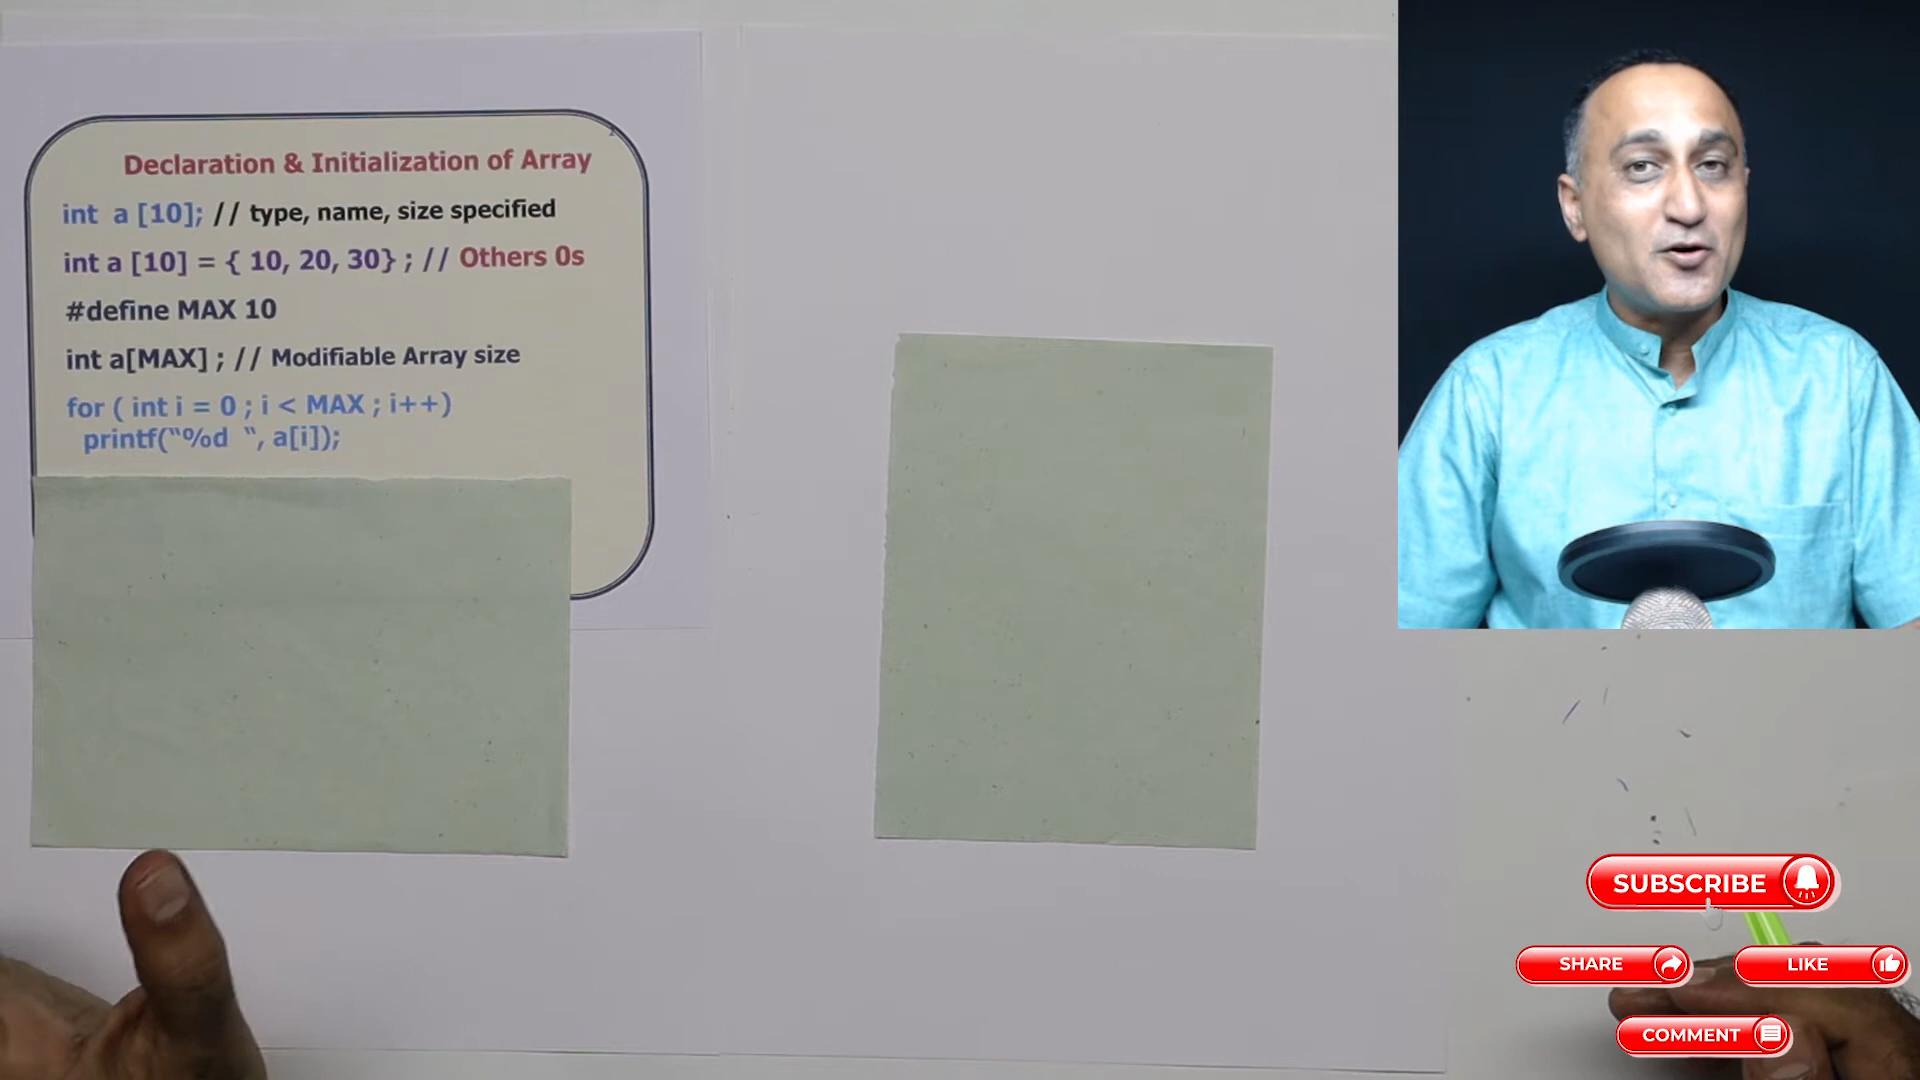 Declaration & Initialization of Array
int a [10]; // type, name, size specified
int a [10] = { 10, 20, 30} ; // Others 0s
#define MAX 10
int a[MAX] ; // Modifiable Array size
for ( int i = 0 ; i < MAX ; i++)
printf(“%d “, a[i]);
SUBSCRIBE
SHARE
LIKE
COMMENT